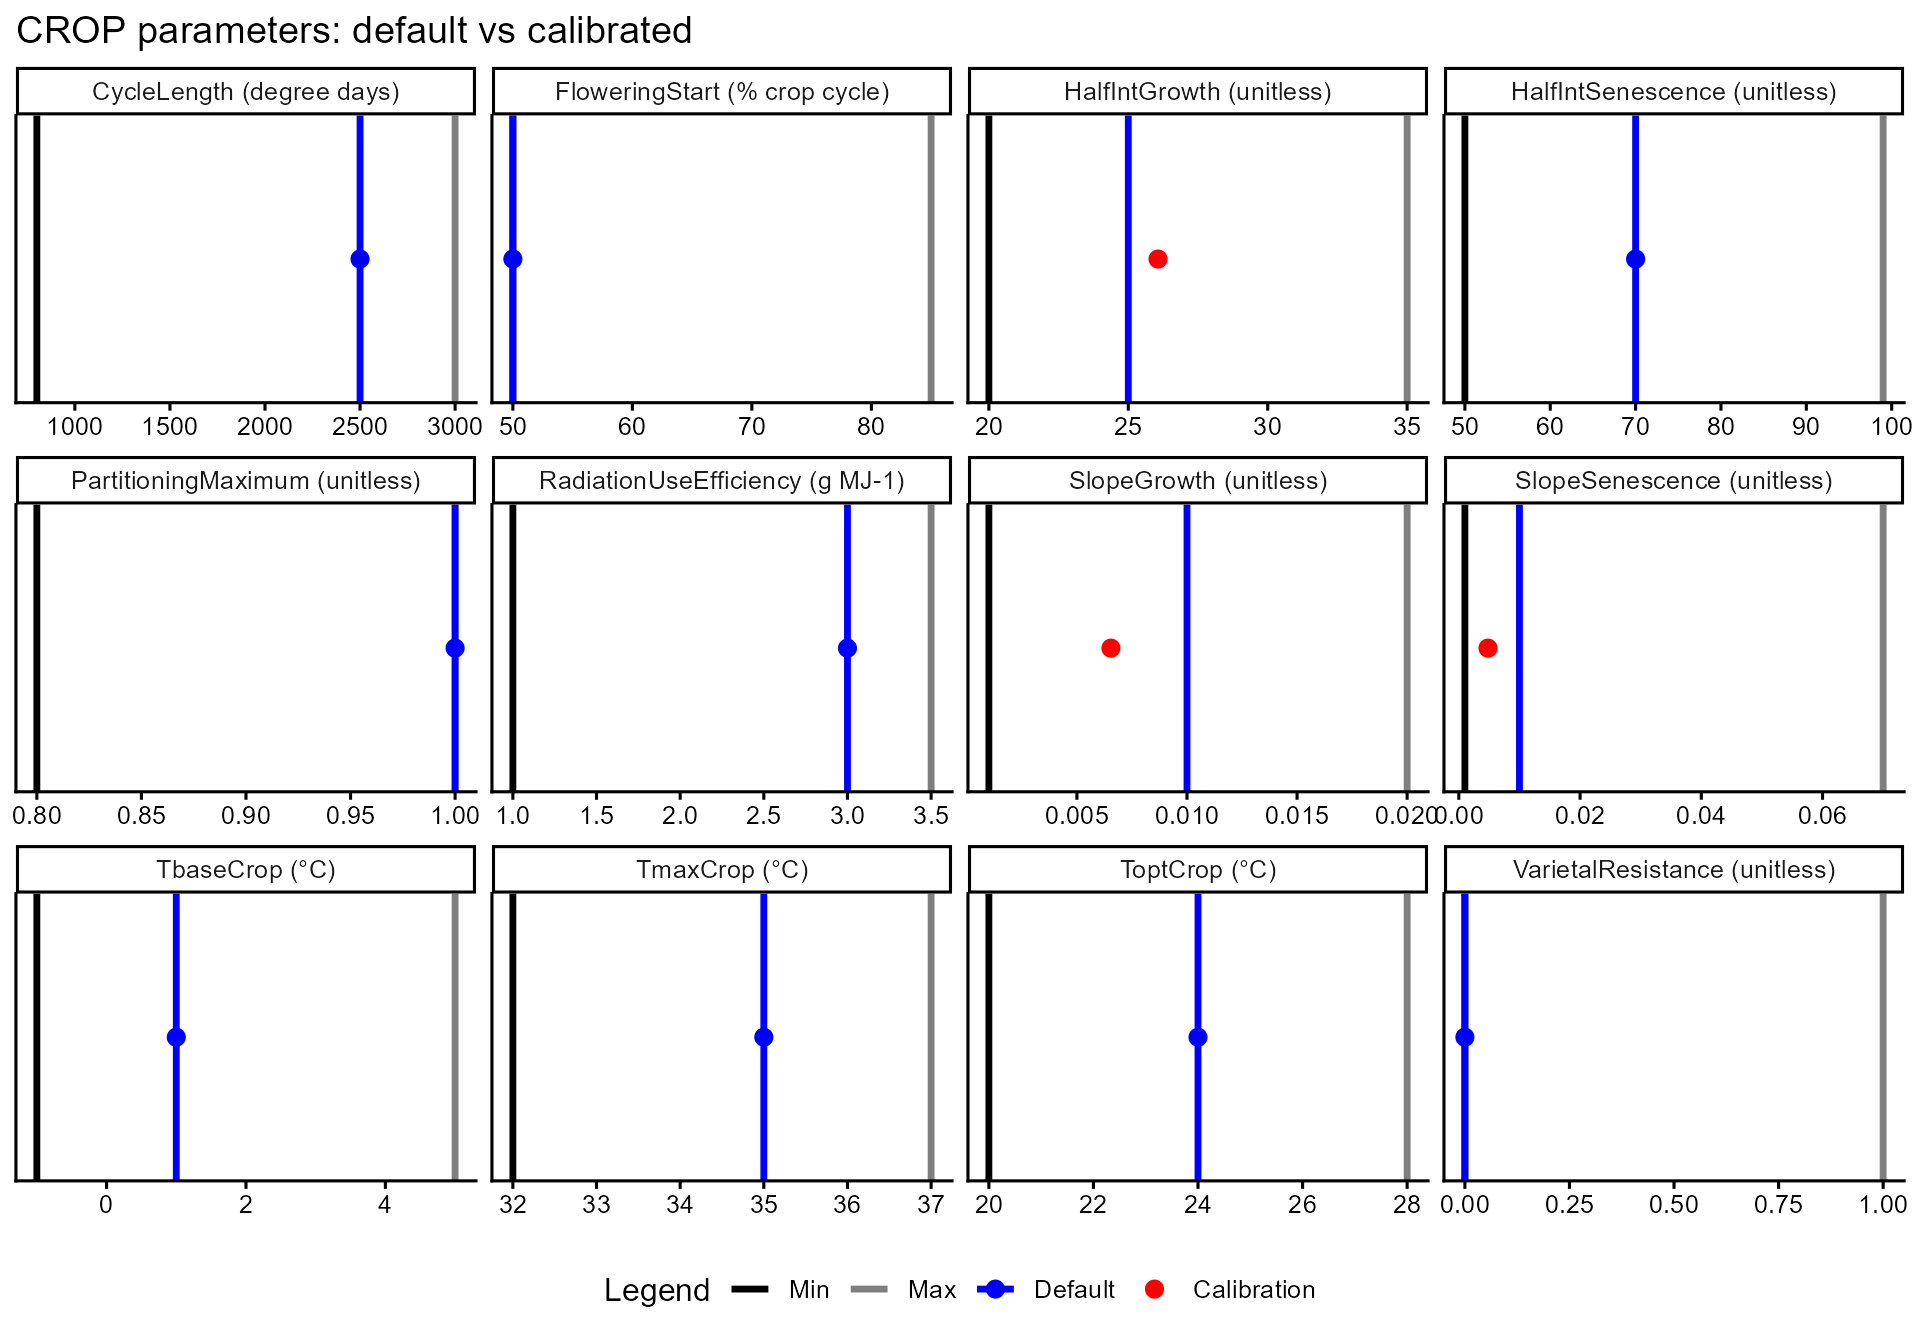 CROP parameters: default vs calibrated
CycleLength (degree days)
FloweringStart (% crop cycle)
HalfIntGrowth (unitless)
HalfIntSenescence (unitless)
1000 1500 2000 2500 3000
50 60 70 80
20 25 30 35
50 60 70 80 90 100
PartitioningMaximum (unitless)
RadiationUseEfficiency (g MJ-1)
SlopeGrowth (unitless)
SlopeSenescence (unitless)
0.80 0.85 0.90 0.95 1.00
1.0 1.5 2.0 2.5 3.0 3.5
0.005 0.010 0.015 0.020
0.00 0.02 0.04 0.06
TbaseCrop (°C)
TmaxCrop (°C)
ToptCrop (°C)
VarietalResistance (unitless)
0 2 4
32 33 34 35 36 37
20 22 24 26 28
0.00 0.25 0.50 0.75 1.00
Legend Min Max Default Calibration